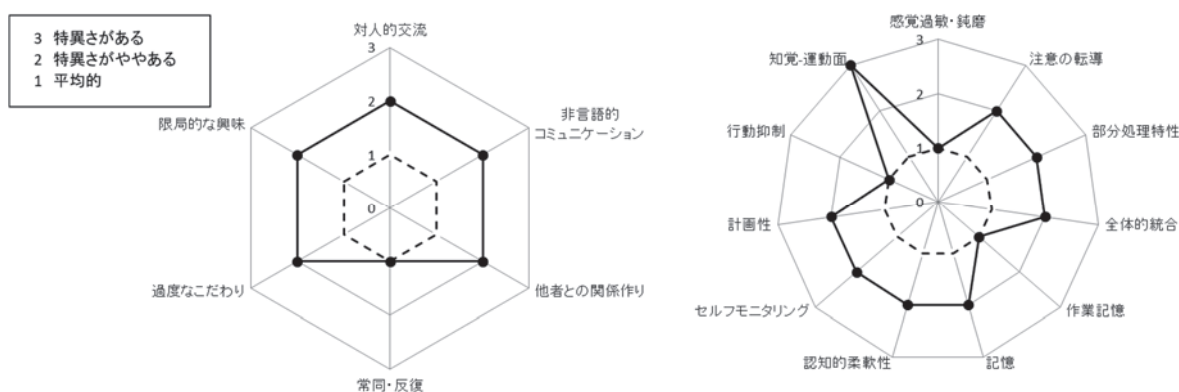 3 特異さがある
2 特異さがややある
1 平均的
対人的交流
3
2
1
0
非言語的
コミュニケーション
他者との関係作り
常同・反復
過度なこだわり
限局的な興味
感覚過敏・鈍磨
3
2
1
0
注意の転導
部分処理特性
全体的統合
作業記憶
記憶
認知的柔軟性
セルフモニタリング
計画性
行動抑制
知覚-運動面